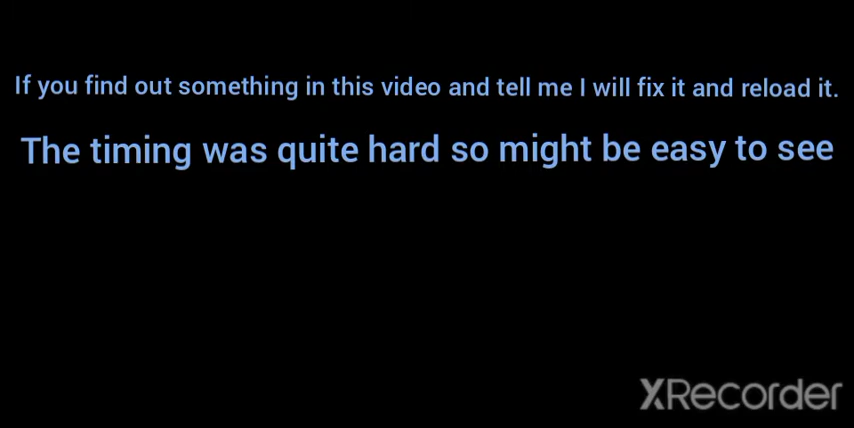 If you find out something in this video and tell me I will fix it and reload it.
The timing was quite hard so might be easy to see
XRecorder